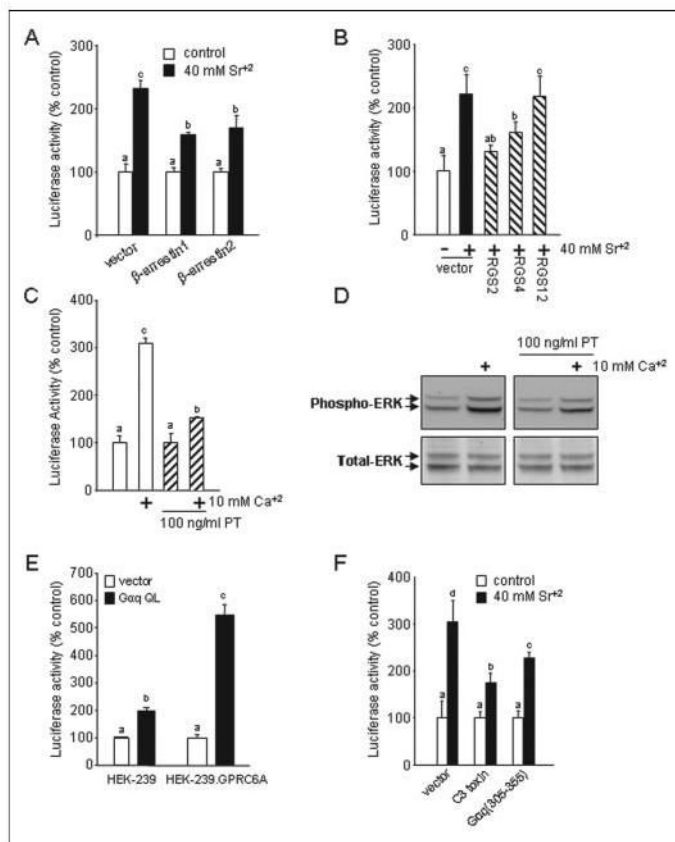 A
control
40 mM Sr+2
Luciferase activity (% control)
300
200
100
0
a
c
a
b
a
b
vector
β-arrestin1
β-arrestin2
B
Luciferase activity (% control)
300
200
100
0
a
c
ab
b
c
− + + + + 40 mM Sr+2
vector
RGS2
RGS4
RGS12
C
Luciferase Activity (% control)
400
300
200
100
0
a
c
a
b
+ + 10 mM Ca+2
100 ng/ml PT
D
100 ng/ml PT
+ + 10 mM Ca+2
Phospho-ERK
Total-ERK
E
vector
Gαq QL
Luciferase activity (% control)
700
600
500
400
300
200
100
0
a
b
a
c
HEK-239
HEK-239.GPRC6A
F
control
40 mM Sr+2
Luciferase activity (% control)
400
300
200
100
0
a
d
a
b
a
c
vector
C3 toxin
Gαq(305-355)